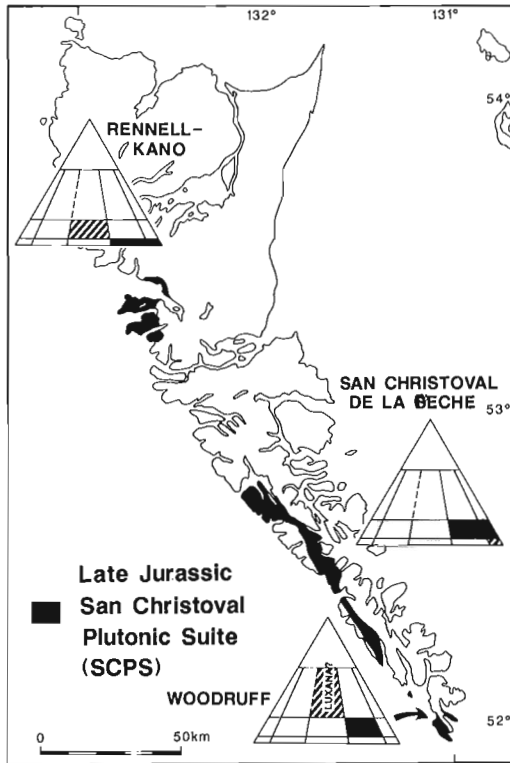 132°
131°
54°
RENNELL–
KANO
SAN CHRISTOVAL
DE LA BECHE
53°
Late Jurassic
San Christoval
Plutonic Suite
(SCPS)
LUXANA?
WOODRUFF
52°
0
50km